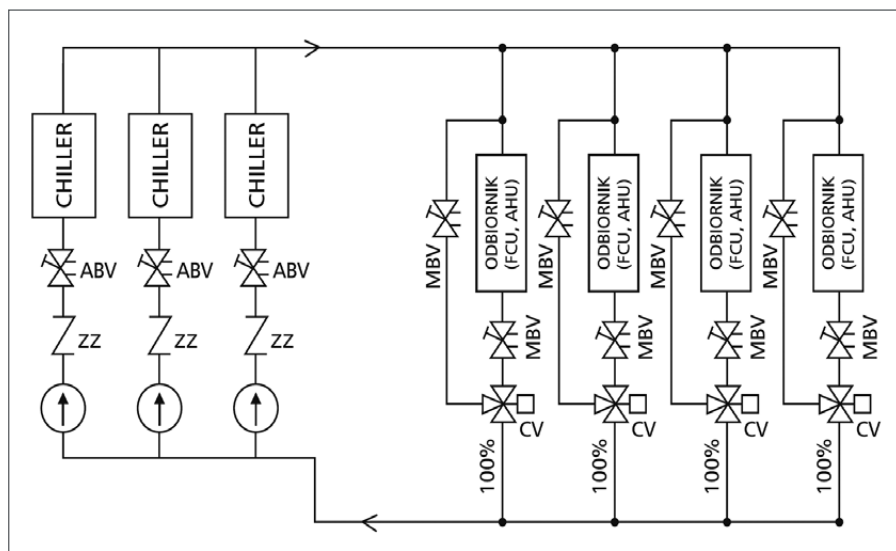 CHILLER
CHILLER
CHILLER
ABV
ABV
ABV
ZZ
ZZ
ZZ
MBV
ODBIORNIK
(FCU, AHU)
MBV
CV
100%
MBV
ODBIORNIK
(FCU, AHU)
MBV
CV
100%
MBV
ODBIORNIK
(FCU, AHU)
MBV
CV
100%
MBV
ODBIORNIK
(FCU, AHU)
MBV
CV
100%